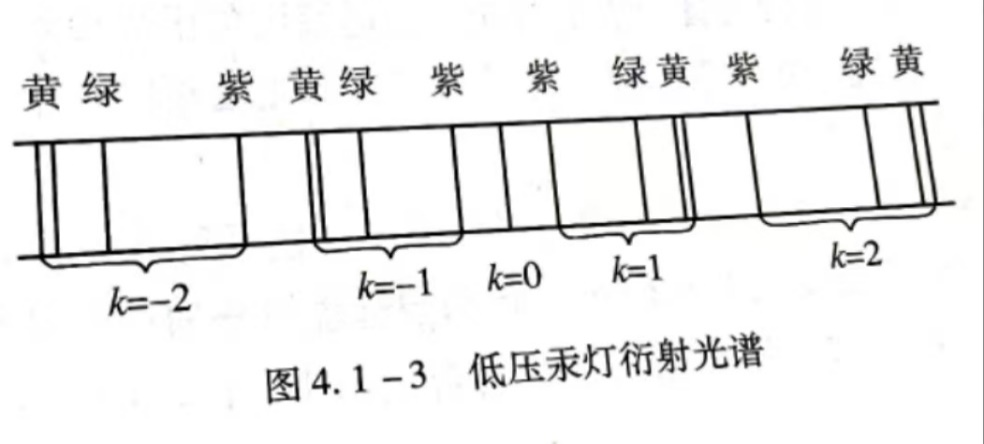 黄 绿 紫 黄 绿 紫 紫 绿 黄 紫 绿 黄
k=-2 k=-1 k=0 k=1 k=2
图 4.1-3 低压汞灯衍射光谱